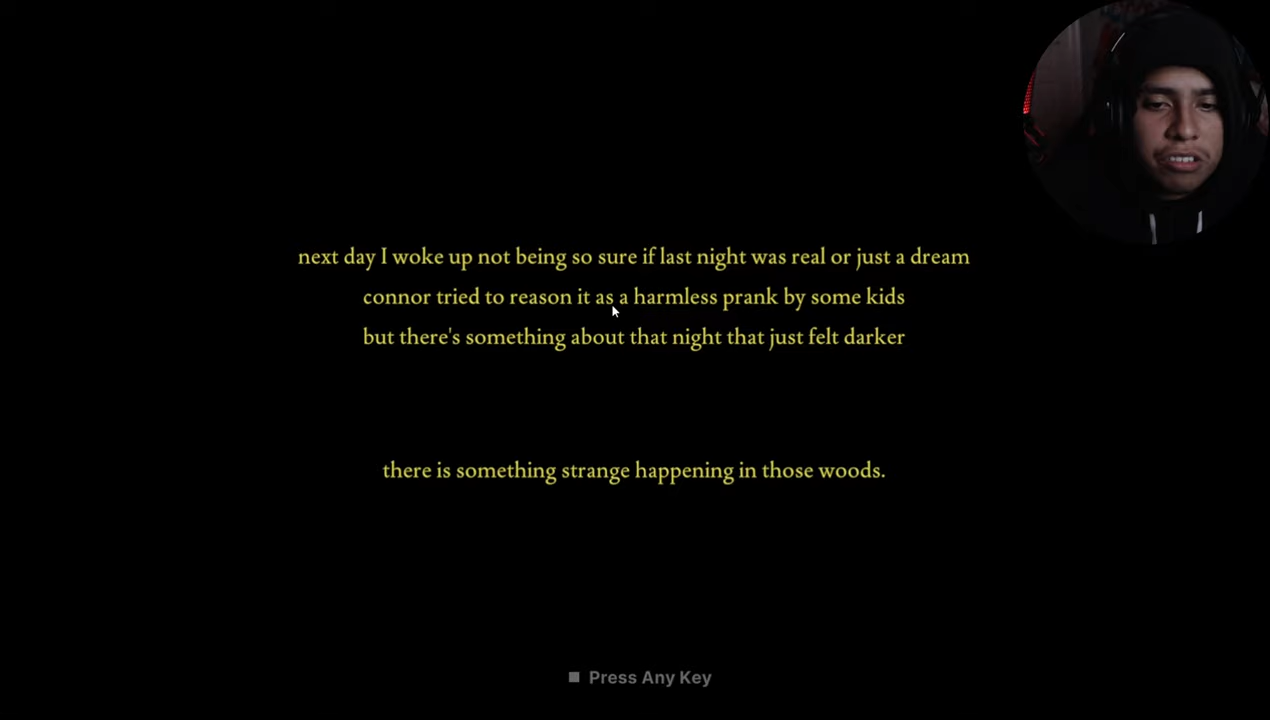 next day I woke up not being so sure if last night was real or just a dream
connor tried to reason it as a harmless prank by some kids
but there's something about that night that just felt darker
there is something strange happening in those woods.
Press Any Key